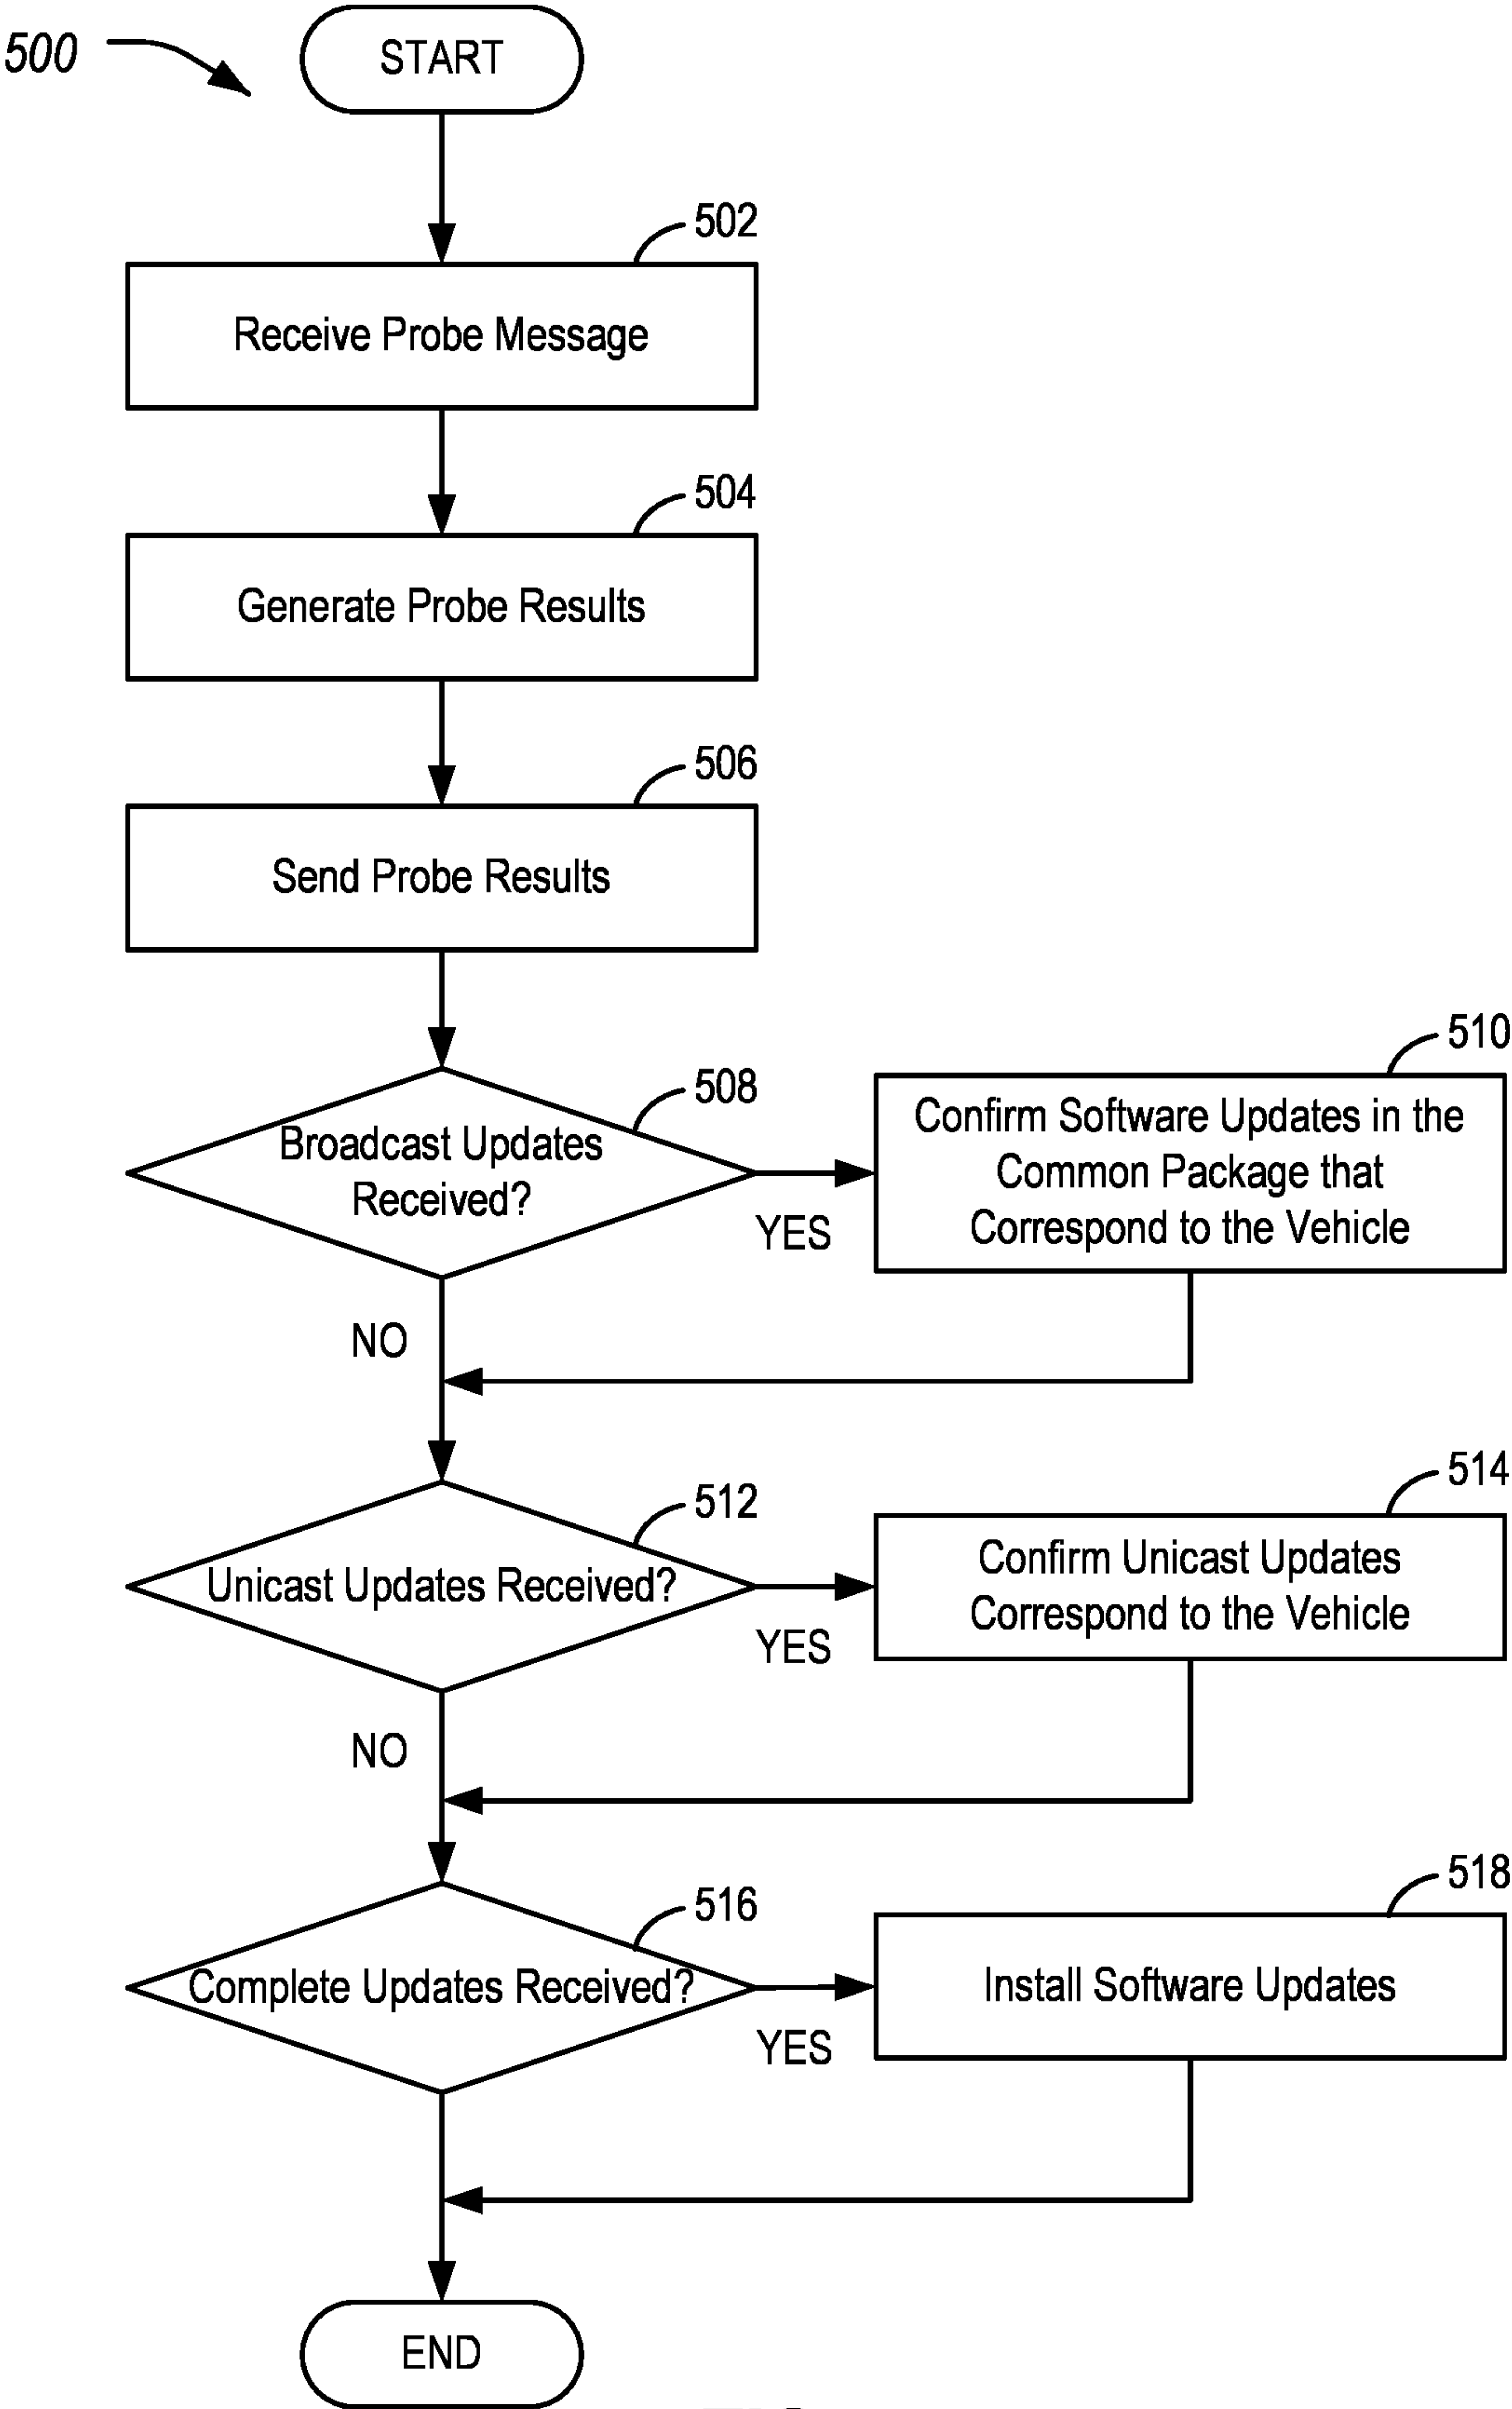 500
START
502
Receive Probe Message
504
Generate Probe Results
506
Send Probe Results
508
Broadcast Updates
Received?
YES
NO
510
Confirm Software Updates in the
Common Package that
Correspond to the Vehicle
512
Unicast Updates Received?
YES
NO
514
Confirm Unicast Updates
Correspond to the Vehicle
516
Complete Updates Received?
YES
518
Install Software Updates
END